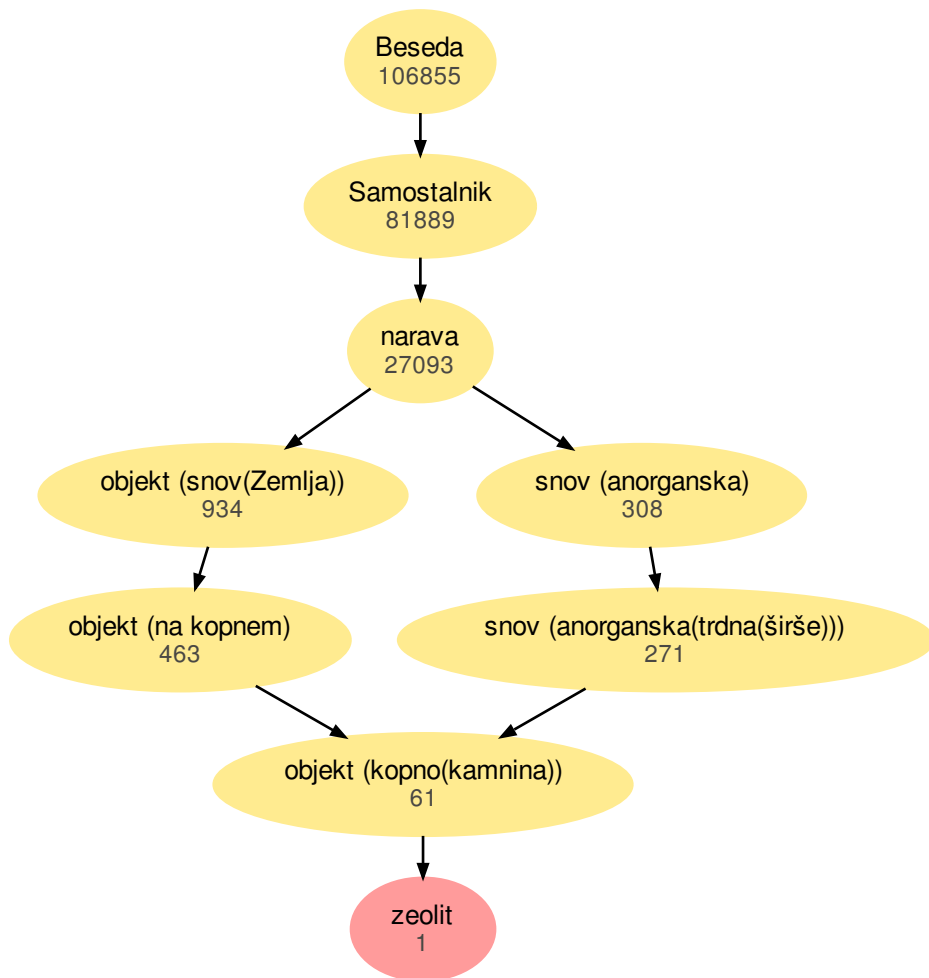 Beseda
106855
Samostalnik
81889
narava
27093
objekt (snov(Zemlja))
934
snov (anorganska)
308
objekt (na kopnem)
463
snov (anorganska(trdna(širše)))
271
objekt (kopno(kamnina))
61
zeolit
1